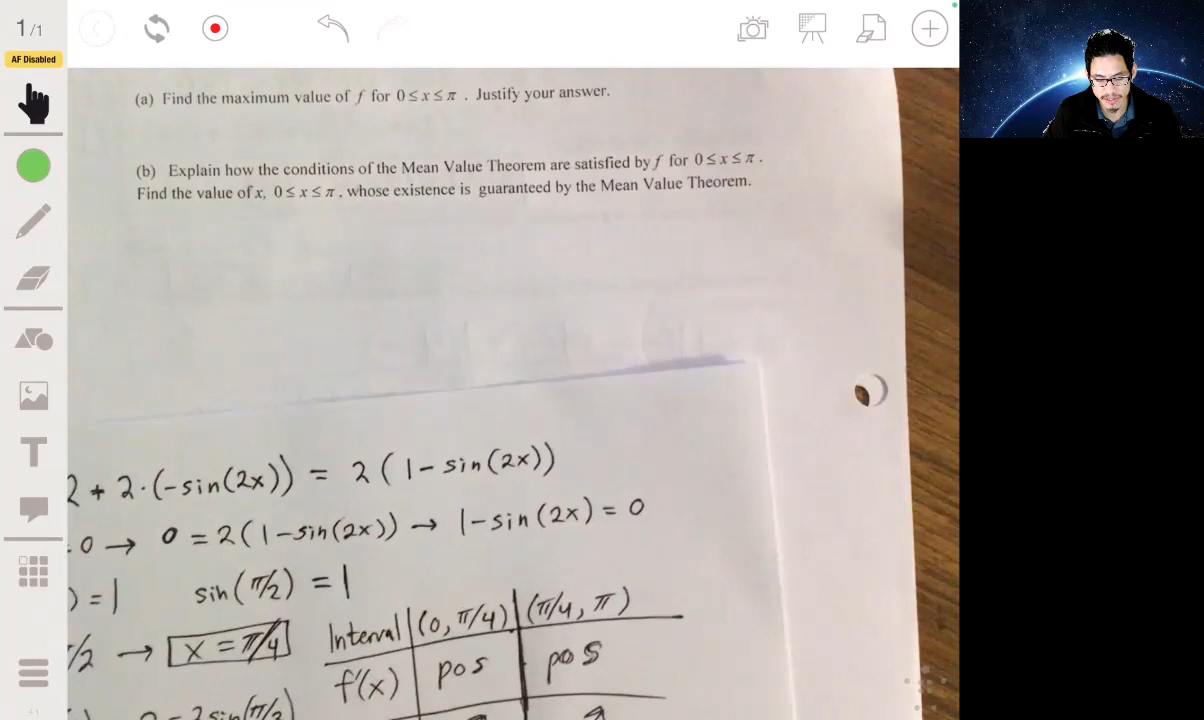 1/1
AF Disabled
(a) Find the maximum value of f for 0 ≤ x ≤ π . Justify your answer.
(b) Explain how the conditions of the Mean Value Theorem are satisfied by f for 0 ≤ x ≤ π .
Find the value of x, 0 ≤ x ≤ π , whose existence is guaranteed by the Mean Value Theorem.
2 + 2·(-sin(2x)) = 2(1-sin(2x))
=0 → 0 = 2(1-sin(2x)) → 1-sin(2x) = 0
) = 1 sin(π/2) = 1
π/2 → x = π/4
Interval (0, π/4) (π/4, π)
f'(x) pos pos
2sin(π/2)
T